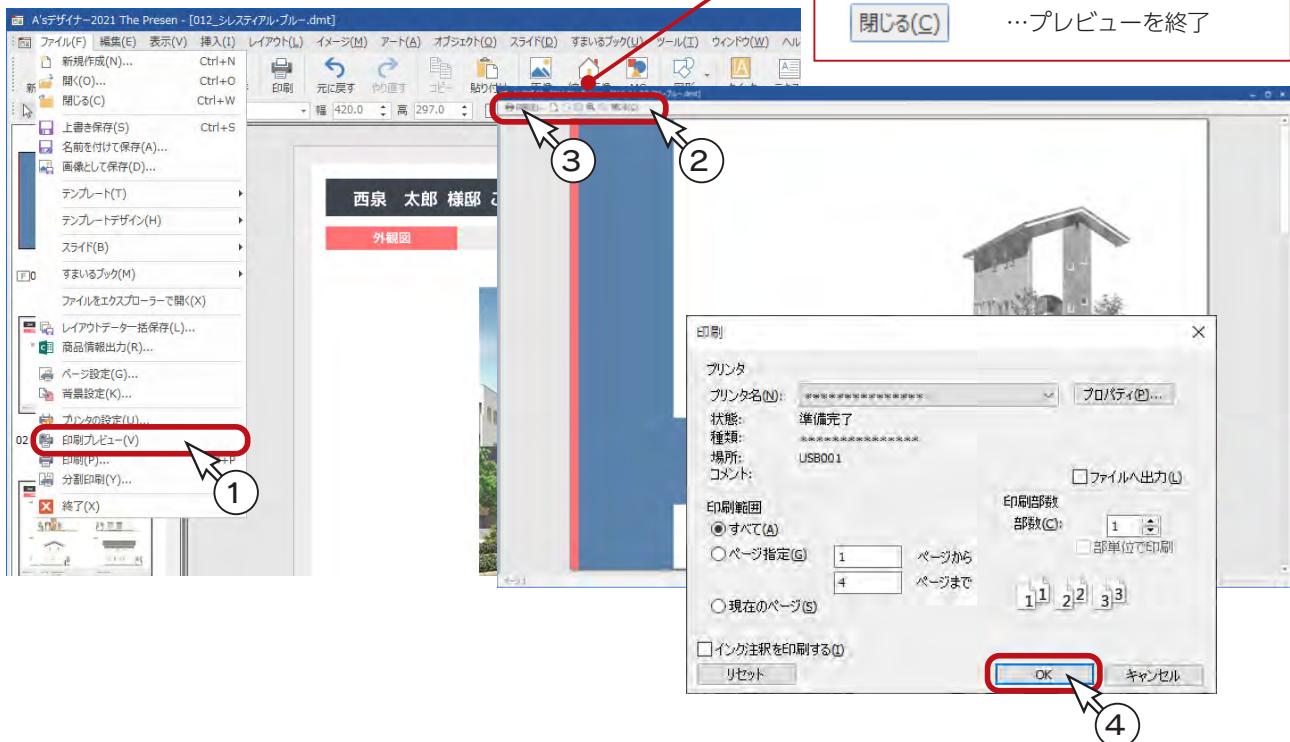 A'sデザイナー2021 The Presen - [012_シレスティアル・ブルー.dmt]
ファイル(F) 編集(E) 表示(V) 挿入(I) レイアウト(L) イメージ(M) アート(A) オブジェクト(O) スライド(D) すまいるブック(U) ツール(T) ウィンドウ(W)
閉じる(C) …プレビューを終了
新規作成(N)... Ctrl+N
開く(O)... Ctrl+O
閉じる(C) Ctrl+W
上書き保存(S) Ctrl+S
名前を付けて保存(A)...
画像として保存(D)...
テンプレート(T)
テンプレートデザイン(H)
スライド(B)
すまいるブック(M)
ファイルをエクスプローラーで開く(X)
レイアウトデーター括保存(L)...
商品情報出力(R)...
ページ設定(G)...
背景設定(K)...
プリンタの設定(U)...
印刷プレビュー(V)
印刷(P)...
分割印刷(Y)...
終了(X)
02
①
印刷 元に戻す やり直す コピー 貼り付け
幅 420.0 高 297.0
西泉 太郎 様邸
外観図
③ ②
印刷
プリンタ
プリンタ名(N): *************** プロパティ(P)...
状態: 準備完了
種類: ***************
場所: USB001
コメント:
ファイルへ出力(L)
印刷範囲
すべて(A)
ページ指定(G) 1 ページから
4 ページまで
現在のページ(S)
印刷部数
部数(C): 1
部単位で印刷
1 1 2 2 3 3
インク注釈を印刷する(I)
リセット OK キャンセル
④